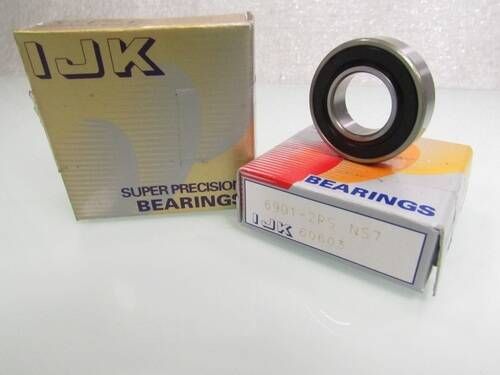 IJK
SUPER PRECISION
BEARINGS
BEARINGS
6901-2RS NS7
IJK 60603